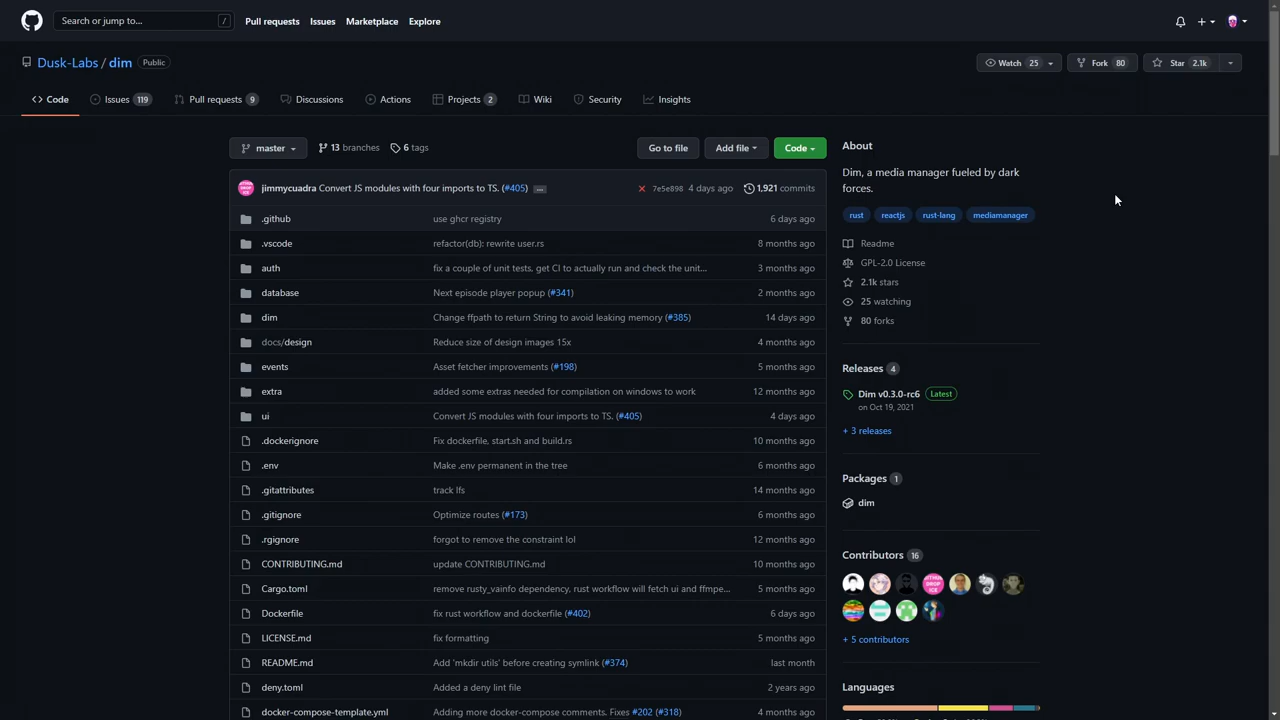 Search or jump to... /
Pull requests Issues Marketplace Explore
Dusk-Labs / dim Public
Watch 25 Fork 80 Star 2.1k
Code Issues 119 Pull requests 9 Discussions Actions Projects 2 Wiki Security Insights
master 13 branches 6 tags Go to file Add file Code
jimmycuadra Convert JS modules with four imports to TS. (#405) ... 7e5e898 4 days ago 1,921 commits
.github use ghcr registry 6 days ago
.vscode refactor(db): rewrite user.rs 8 months ago
auth fix a couple of unit tests, get CI to actually run and check the unit... 3 months ago
database Next episode player popup (#341) 2 months ago
dim Change ffpath to return String to avoid leaking memory (#385) 14 days ago
docs/design Reduce size of design images 15x 4 months ago
events Asset fetcher improvements (#198) 5 months ago
extra added some extras needed for compilation on windows to work 12 months ago
ui Convert JS modules with four imports to TS. (#405) 4 days ago
.dockerignore Fix dockerfile, start.sh and build.rs 10 months ago
.env Make .env permanent in the tree 6 months ago
.gitattributes track lfs 14 months ago
.gitignore Optimize routes (#173) 6 months ago
.rgignore forgot to remove the constraint lol 12 months ago
CONTRIBUTING.md update CONTRIBUTING.md 10 months ago
Cargo.toml remove rusty_vainfo dependency, rust workflow will fetch ui and ffmpe... 5 months ago
Dockerfile fix rust workflow and dockerfile (#402) 6 days ago
LICENSE.md fix formatting 5 months ago
README.md Add 'mkdir utils' before creating symlink (#374) last month
deny.toml Added a deny lint file 2 years ago
docker-compose-template.yml Adding more docker-compose comments. Fixes #202 (#318) 4 months ago
About
Dim, a media manager fueled by dark
forces.
rust reactjs rust-lang mediamanager
Readme
GPL-2.0 License
2.1k stars
25 watching
80 forks
Releases 4
Dim v0.3.0-rc6 Latest
on Oct 19, 2021
+ 3 releases
Packages 1
dim
Contributors 16
+ 5 contributors
Languages